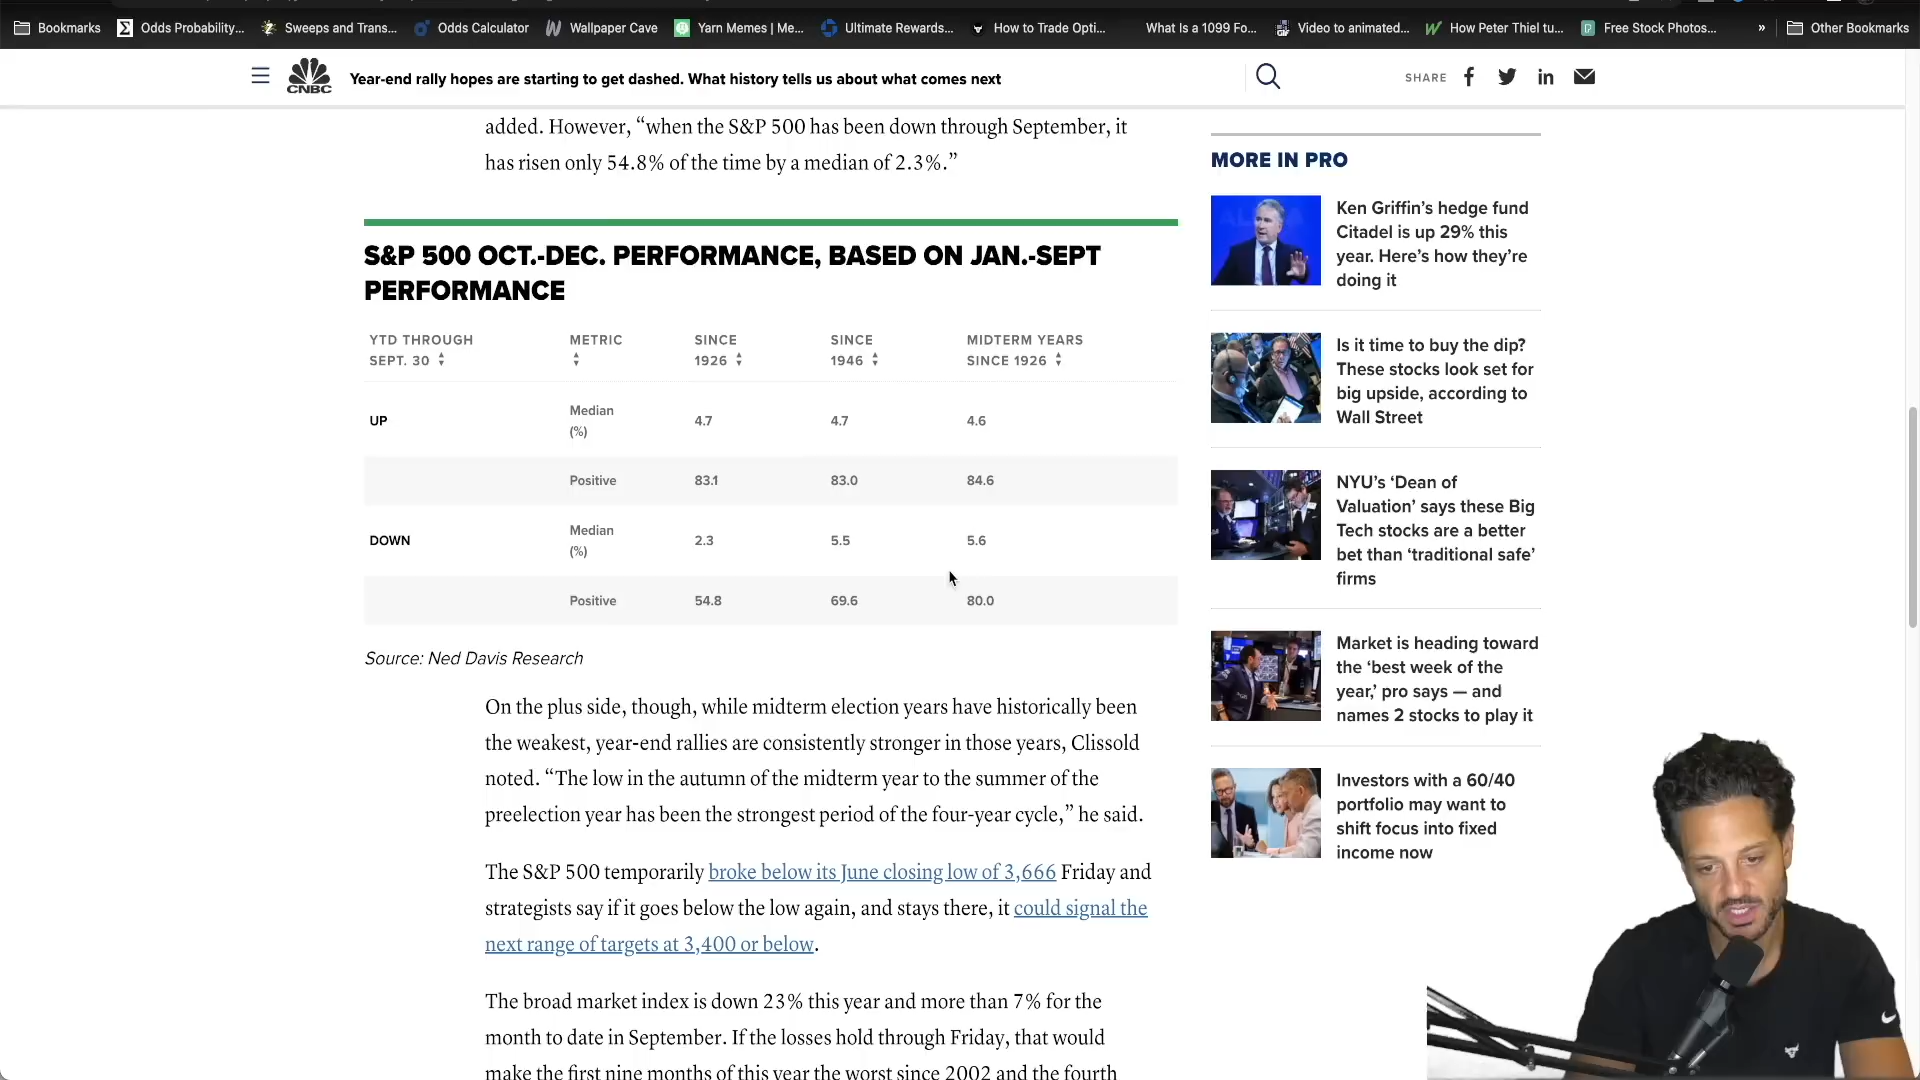 Bookmarks Odds Probability... Sweeps and Trans... Odds Calculator Wallpaper Cave Yarn Memes | Me... Ultimate Rewards... How to Trade Opti... What Is a 1099 Fo... Video to animated... How Peter Thiel tu... Free Stock Photos... » Other Bookmarks
CNBC
Year-end rally hopes are starting to get dashed. What history tells us about what comes next
SHARE
added. However, “when the S&P 500 has been down through September, it
has risen only 54.8% of the time by a median of 2.3%.”
S&P 500 OCT.-DEC. PERFORMANCE, BASED ON JAN.-SEPT
PERFORMANCE
YTD THROUGH SEPT. 30 METRIC SINCE 1926 SINCE 1946 MIDTERM YEARS SINCE 1926
UP Median (%) 4.7 4.7 4.6
Positive 83.1 83.0 84.6
DOWN Median (%) 2.3 5.5 5.6
Positive 54.8 69.6 80.0
Source: Ned Davis Research
On the plus side, though, while midterm election years have historically been
the weakest, year-end rallies are consistently stronger in those years, Clissold
noted. “The low in the autumn of the midterm year to the summer of the
preelection year has been the strongest period of the four-year cycle,” he said.
The S&P 500 temporarily broke below its June closing low of 3,666 Friday and
strategists say if it goes below the low again, and stays there, it could signal the
next range of targets at 3,400 or below.
The broad market index is down 23% this year and more than 7% for the
month to date in September. If the losses hold through Friday, that would
make the first nine months of this year the worst since 2002 and the fourth
MORE IN PRO
Ken Griffin’s hedge fund
Citadel is up 29% this
year. Here’s how they’re
doing it
Is it time to buy the dip?
These stocks look set for
big upside, according to
Wall Street
NYU’s ‘Dean of
Valuation’ says these Big
Tech stocks are a better
bet than ‘traditional safe’
firms
Market is heading toward
the ‘best week of the
year,’ pro says — and
names 2 stocks to play it
Investors with a 60/40
portfolio may want to
shift focus into fixed
income now